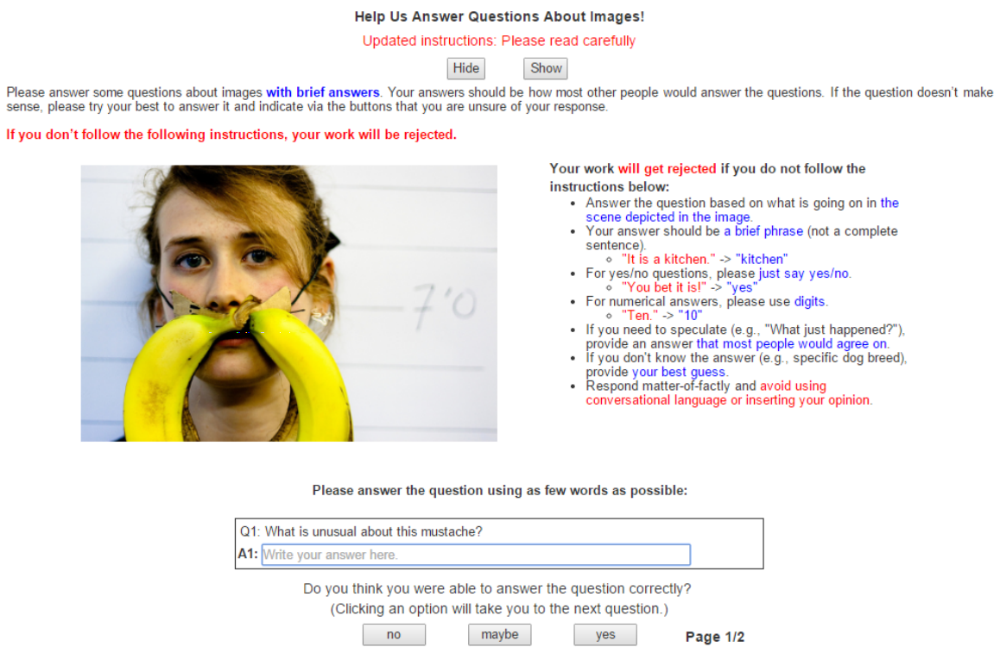 Help Us Answer Questions About Images!
Updated instructions: Please read carefully
Hide Show
Please answer some questions about images with brief answers. Your answers should be how most other people would answer the questions. If the question doesn't make
sense, please try your best to answer it and indicate via the buttons that you are unsure of your response.
If you don't follow the following instructions, your work will be rejected.
7'0
Your work will get rejected if you do not follow the
instructions below:
Answer the question based on what is going on in the
scene depicted in the image.
Your answer should be a brief phrase (not a complete
sentence).
"It is a kitchen." -> "kitchen"
For yes/no questions, please just say yes/no.
"You bet it is!" -> "yes"
For numerical answers, please use digits.
"Ten." -> "10"
If you need to speculate (e.g., "What just happened?"),
provide an answer that most people would agree on.
If you don't know the answer (e.g., specific dog breed),
provide your best guess.
Respond matter-of-factly and avoid using
conversational language or inserting your opinion.
Please answer the question using as few words as possible:
Q1: What is unusual about this mustache?
A1: Write your answer here.
Do you think you were able to answer the question correctly?
(Clicking an option will take you to the next question.)
no maybe yes Page 1/2